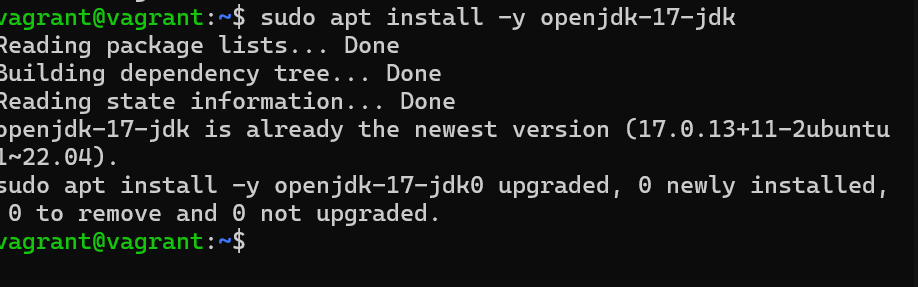 vagrant@vagrant:~$ sudo apt install -y openjdk-17-jdk
Reading package lists... Done
Building dependency tree... Done
Reading state information... Done
openjdk-17-jdk is already the newest version (17.0.13+11-2ubuntu
1~22.04).
sudo apt install -y openjdk-17-jdk0 upgraded, 0 newly installed,
 0 to remove and 0 not upgraded.
vagrant@vagrant:~$